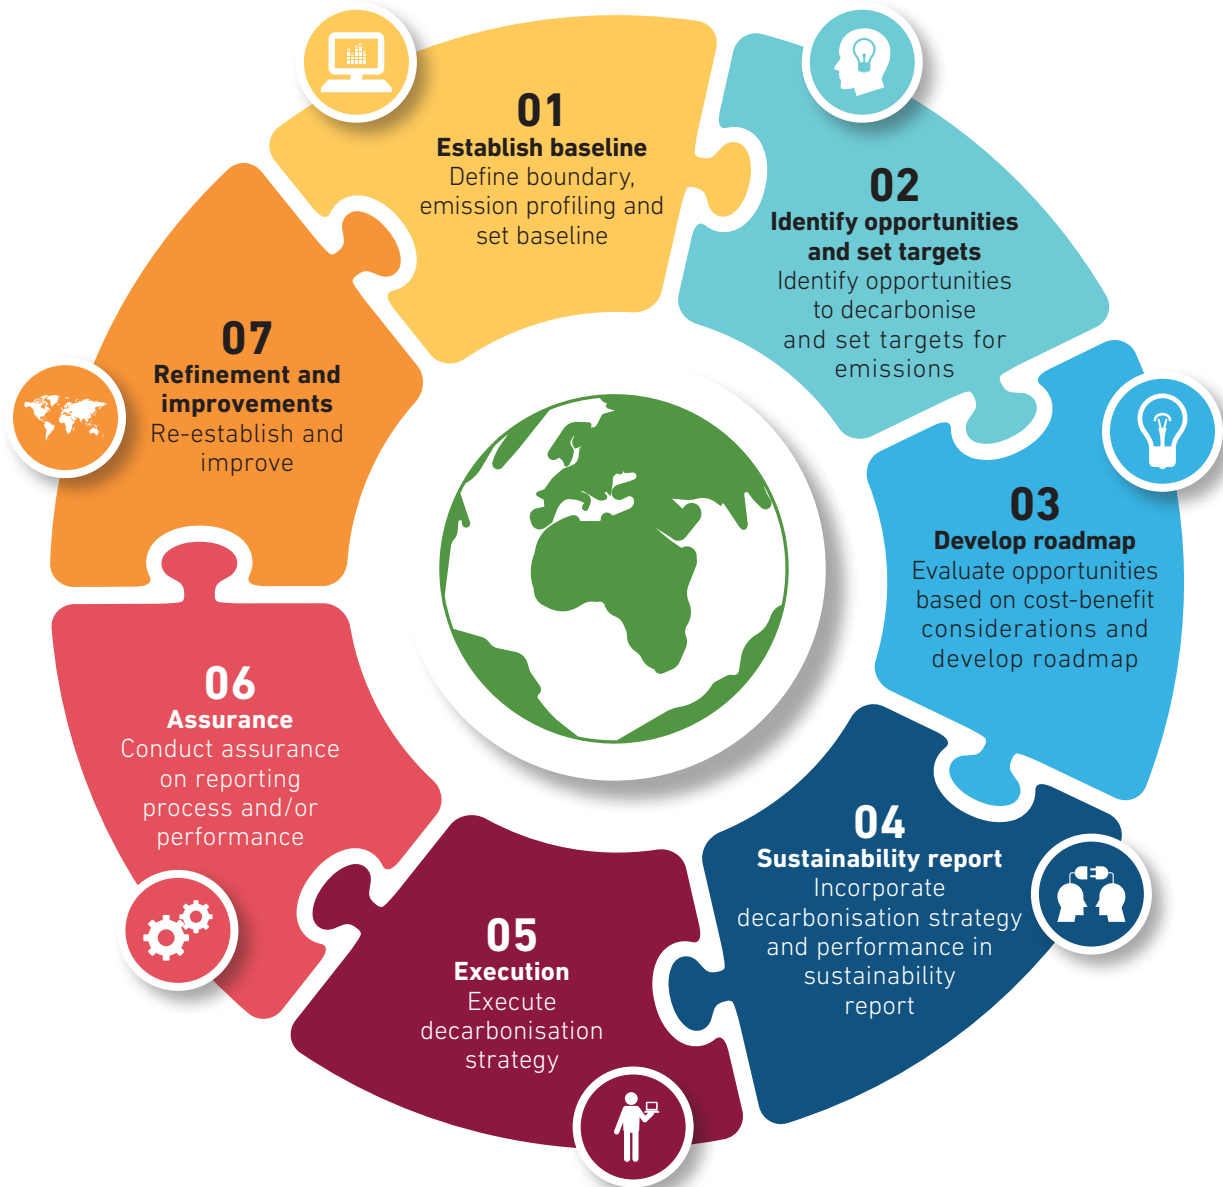 01
Establish baseline
Define boundary,
emission profiling and
set baseline
02
Identify opportunities
and set targets
Identify opportunities
to decarbonise
and set targets for
emissions
03
Develop roadmap
Evaluate opportunities
based on cost-benefit
considerations and
develop roadmap
04
Sustainability report
Incorporate
decarbonisation strategy
and performance in
sustainability
report
05
Execution
Execute
decarbonisation
strategy
06
Assurance
Conduct assurance
on reporting
process and/or
performance
07
Refinement and
improvements
Re-establish and
improve